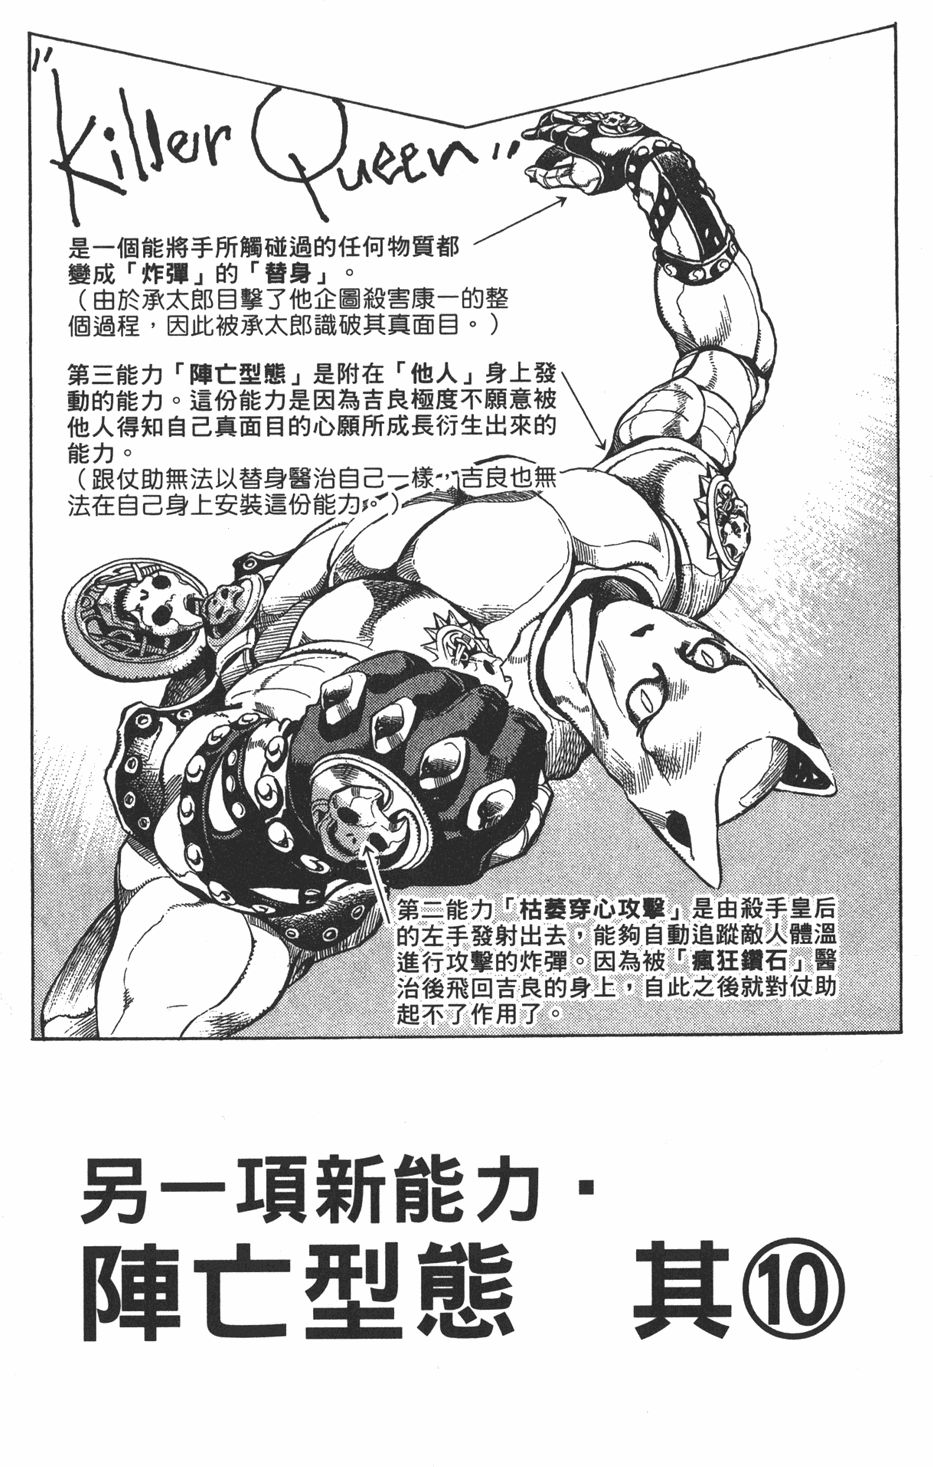 "Killer Queen"
是一個能將手所觸碰過的任何物質都
變成「炸彈」的「替身」。
（由於承太郎目擊了他企圖殺害康一的整
個過程，因此被承太郎識破其真面目。）
第三能力「陣亡型態」是附在「他人」身上發
動的能力。這份能力是因為吉良極度不願意被
他人得知自己真面目的心願所成長衍生出來的
能力。
（跟仗助無法以替身醫治自己一樣，吉良也無
法在自己身上安裝這份能力。）
第二能力「枯萎穿心攻擊」是由殺手皇后
的左手發射出去，能夠自動追蹤敵人體溫
進行攻擊的炸彈。因為被「瘋狂鑽石」醫
治後飛回吉良的身上，自此之後就對仗助
起不了作用了。
另一項新能力·
陣亡型態 其⑩